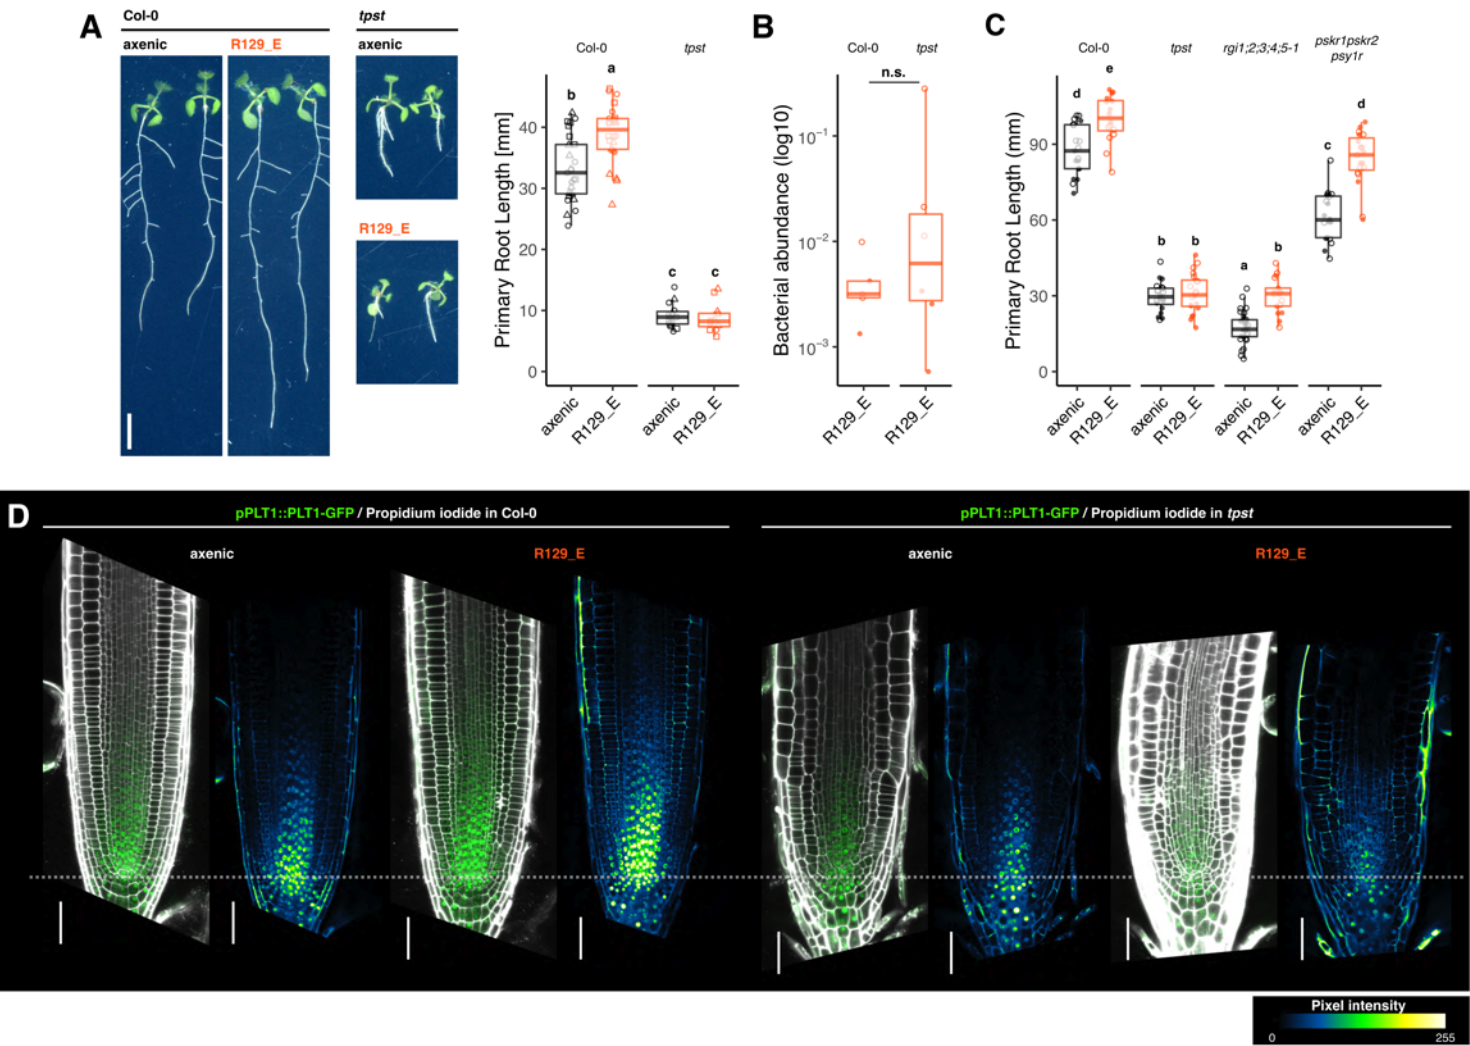 A
Col-0
axenic
R129_E
tpst
axenic
R129_E
Primary Root Length [mm]
Col-0
tpst
b
a
c
c
40
30
20
10
0
axenic
R129_E
axenic
R129_E
B
Bacterial abundance (log10)
Col-0
tpst
n.s.
10⁻¹
10⁻²
10⁻³
R129_E
R129_E
C
Primary Root Length (mm)
Col-0
tpst
rgi1;2;3;4;5-1
pskr1pskr2
psy1r
d
e
b
b
a
b
c
d
90
60
30
0
axenic
R129_E
axenic
R129_E
axenic
R129_E
axenic
R129_E
D
pPLT1::PLT1-GFP / Propidium iodide in Col-0
axenic
R129_E
pPLT1::PLT1-GFP / Propidium iodide in tpst
axenic
R129_E
Pixel intensity
0
255